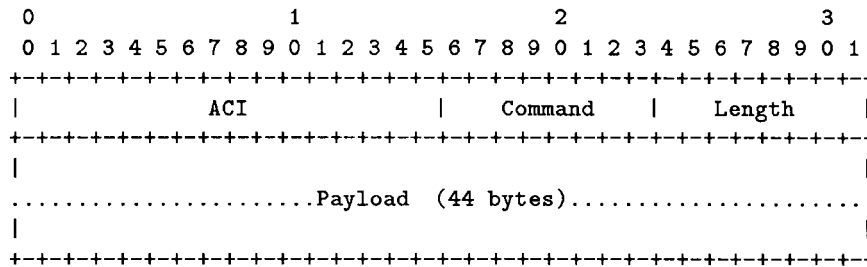 0                   1                   2                   3
 0 1 2 3 4 5 6 7 8 9 0 1 2 3 4 5 6 7 8 9 0 1 2 3 4 5 6 7 8 9 0 1
+-+-+-+-+-+-+-+-+-+-+-+-+-+-+-+-+-+-+-+-+-+-+-+-+-+-+-+-+-+-+-+-
|              ACI              |    Command    |    Length     |
+-+-+-+-+-+-+-+-+-+-+-+-+-+-+-+-+-+-+-+-+-+-+-+-+-+-+-+-+-+-+-+-
|                                                               |
.......................Payload (44 bytes)......................
|                                                               |
+-+-+-+-+-+-+-+-+-+-+-+-+-+-+-+-+-+-+-+-+-+-+-+-+-+-+-+-+-+-+-+-